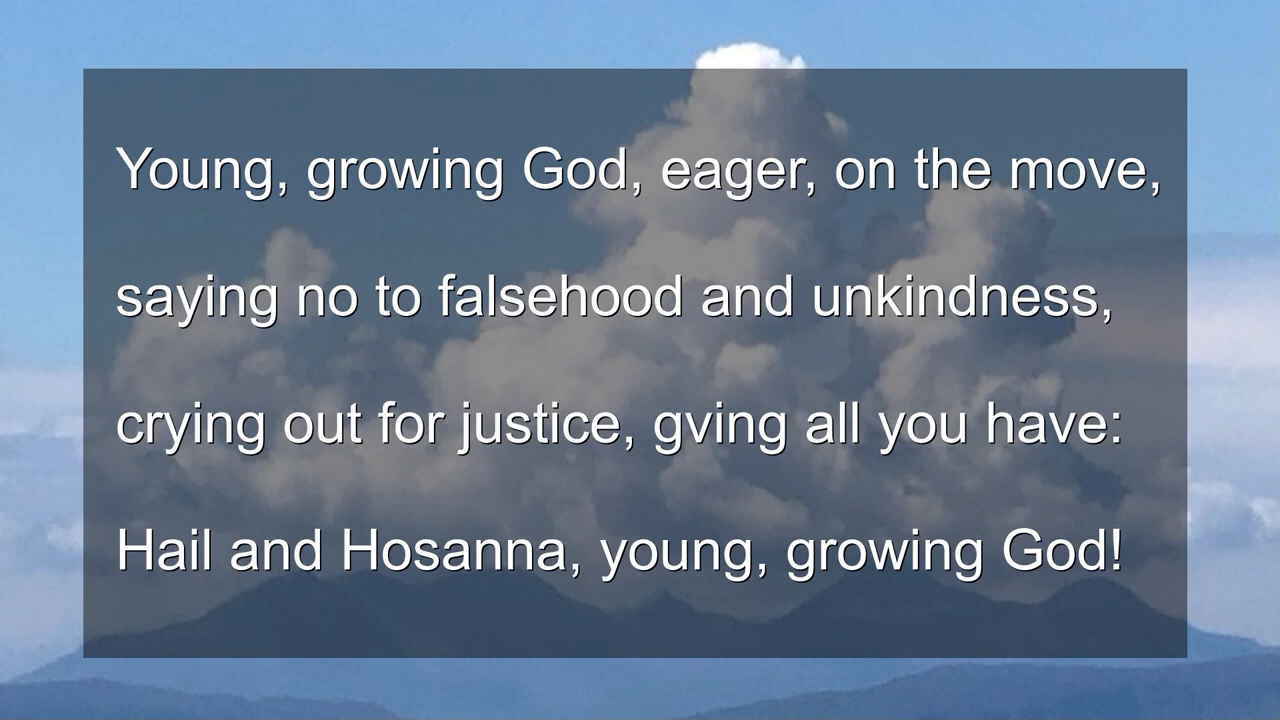 Young, growing God, eager, on the move,
saying no to falsehood and unkindness,
crying out for justice, gving all you have:
Hail and Hosanna, young, growing God!